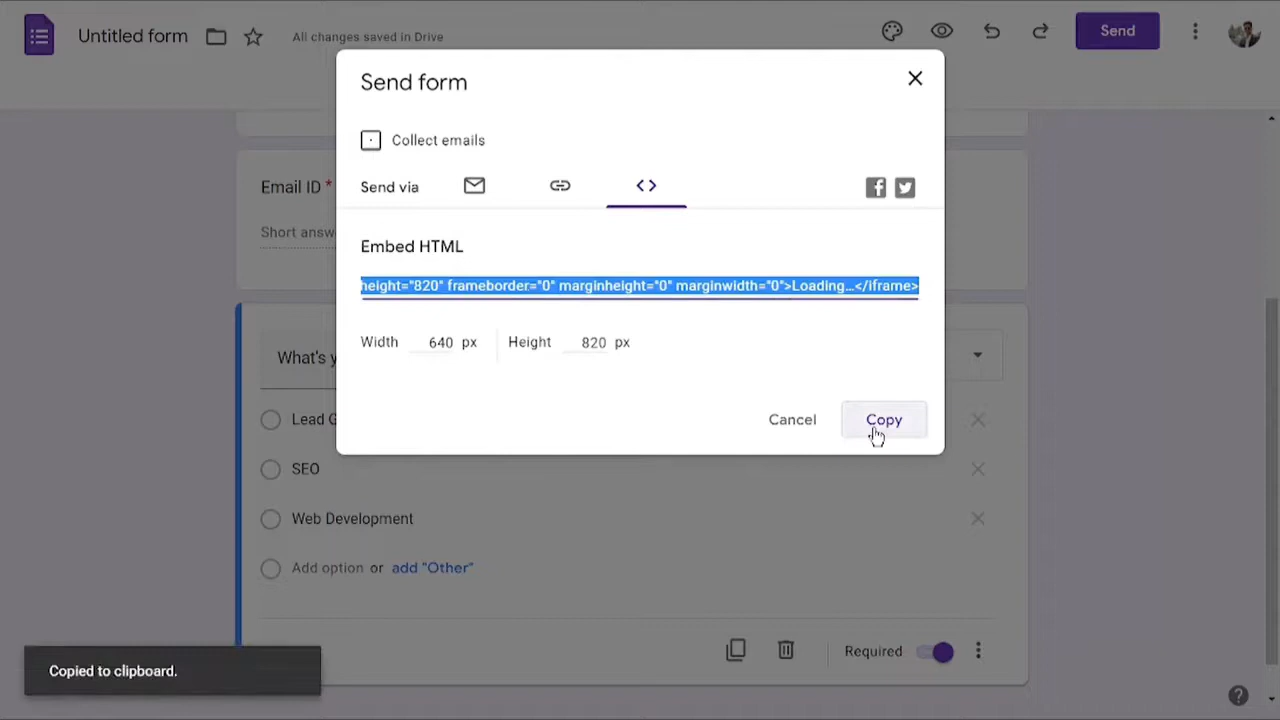 Untitled form
All changes saved in Drive
Send
Send form
Collect emails
Send via
Embed HTML
height="820" frameborder="0" marginheight="0" marginwidth="0">Loading…</iframe>
Width 640 px Height 820 px
Cancel Copy
Email ID *
Short answ
What's y
Lead G
SEO
Web Development
Add option or add "Other"
Required
Copied to clipboard.